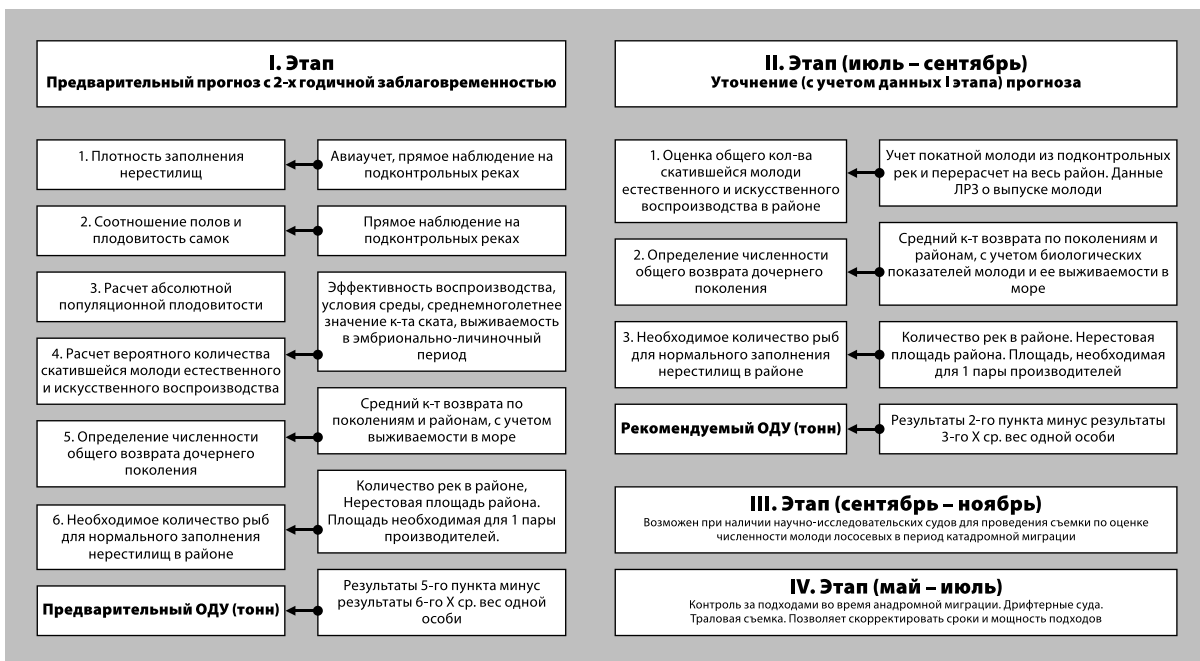 I. Этап
Предварительный прогноз с 2-х годичной заблаговременностью
1. Плотность заполнения
нерестилищ
Авиаучет, прямое наблюдение на
подконтрольных реках
2. Соотношение полов и
плодовитость самок
Прямое наблюдение на
подконтрольных реках
3. Расчет абсолютной
популяционной плодовитости
Эффективность воспроизводства,
условия среды, среднемноголетнее
значение к-та ската, выживаемость
в эмбрионально-личиночный
период
4. Расчет вероятного количества
скатившейся молоди естественного
и искусственного воспроизводства
5. Определение численности
общего возврата дочернего
поколения
Средний к-т возврата по
поколениям и районам, с учетом
выживаемости в море
6. Необходимое количество рыб
для нормального заполнения
нерестилищ в районе
Количество рек в районе,
Нерестовая площадь района.
Площадь необходимая для 1 пары
производителей.
Предварительный ОДУ (тонн)
Результаты 5-го пункта минус
результаты 6-го Х ср. вес одной
особи
II. Этап (июль – сентябрь)
Уточнение (с учетом данных I этапа) прогноза
1. Оценка общего кол-ва
скатившейся молоди
естественного и искусственного
воспроизводства в районе
Учет покатной молоди из подконтрольных
рек и перерасчет на весь район. Данные
ЛРЗ о выпуске молоди
2. Определение численности
общего возврата дочернего
поколения
Средний к-т возврата по поколениям и
районам, с учетом биологических
показателей молоди и ее выживаемости в
море
3. Необходимое количество рыб
для нормального заполнения
нерестилищ в районе
Количество рек в районе. Нерестовая
площадь района. Площадь, необходимая
для 1 пары производителей
Рекомендуемый ОДУ (тонн)
Результаты 2-го пункта минус результаты
3-го Х ср. вес одной особи
III. Этап (сентябрь – ноябрь)
Возможен при наличии научно-исследовательских судов для проведения съемки по оценке
численности молоди лососевых в период катадромной миграции
IV. Этап (май – июль)
Контроль за подходами во время анадромной миграции. Дрифтерные суда.
Траловая съемка. Позволяет скорректировать сроки и мощность подходов